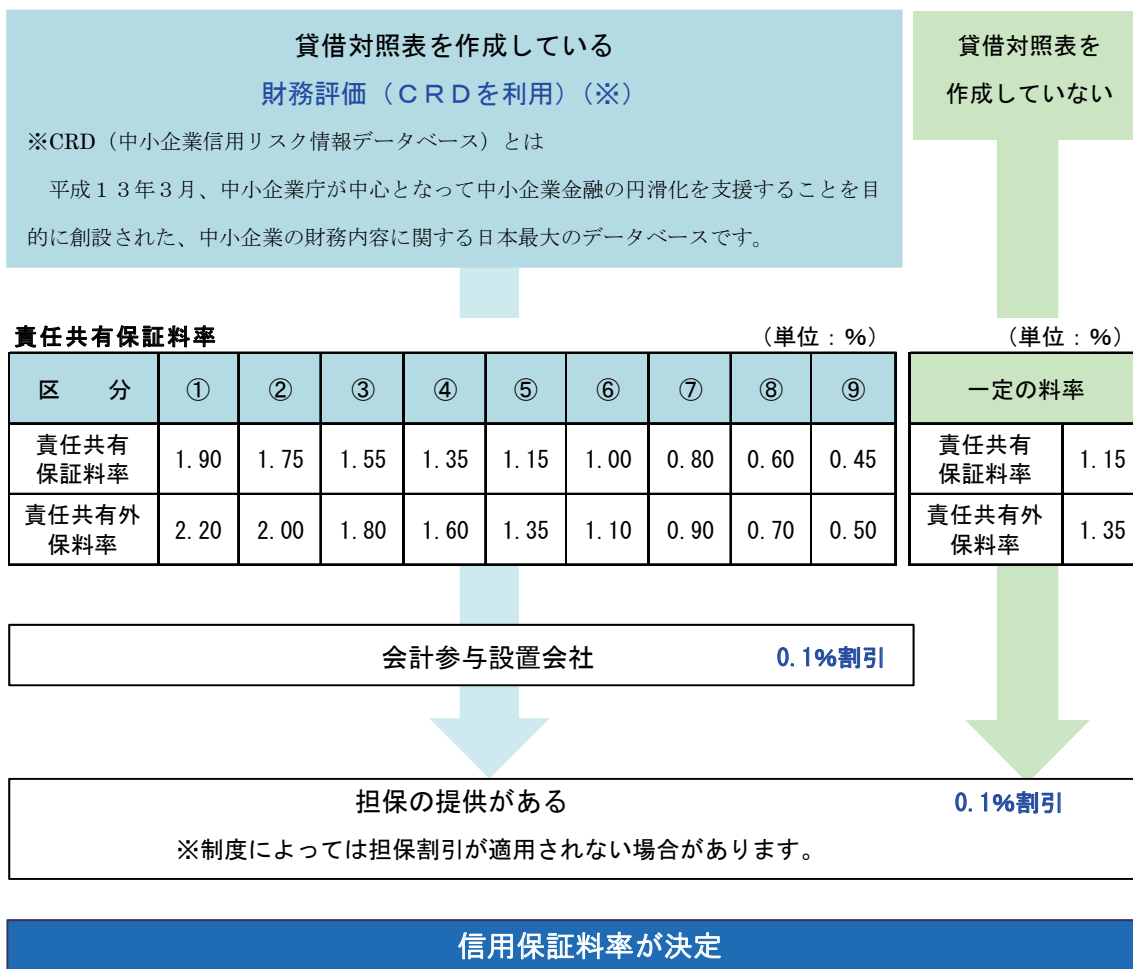 貸借対照表を作成している
財務評価（ＣＲＤを利用）（※）
※CRD（中小企業信用リスク情報データベース）とは
平成１３年３月、中小企業庁が中心となって中小企業金融の円滑化を支援することを目
的に創設された、中小企業の財務内容に関する日本最大のデータベースです。
貸借対照表を
作成していない
責任共有保証料率 （単位：%）
区 分 ① ② ③ ④ ⑤ ⑥ ⑦ ⑧ ⑨
責任共有
保証料率 1.90 1.75 1.55 1.35 1.15 1.00 0.80 0.60 0.45
責任共有外
保料率 2.20 2.00 1.80 1.60 1.35 1.10 0.90 0.70 0.50
（単位：%）
一定の料率
責任共有
保証料率 1.15
責任共有外
保料率 1.35
会計参与設置会社 0.1%割引
担保の提供がある 0.1%割引
※制度によっては担保割引が適用されない場合があります。
信用保証料率が決定